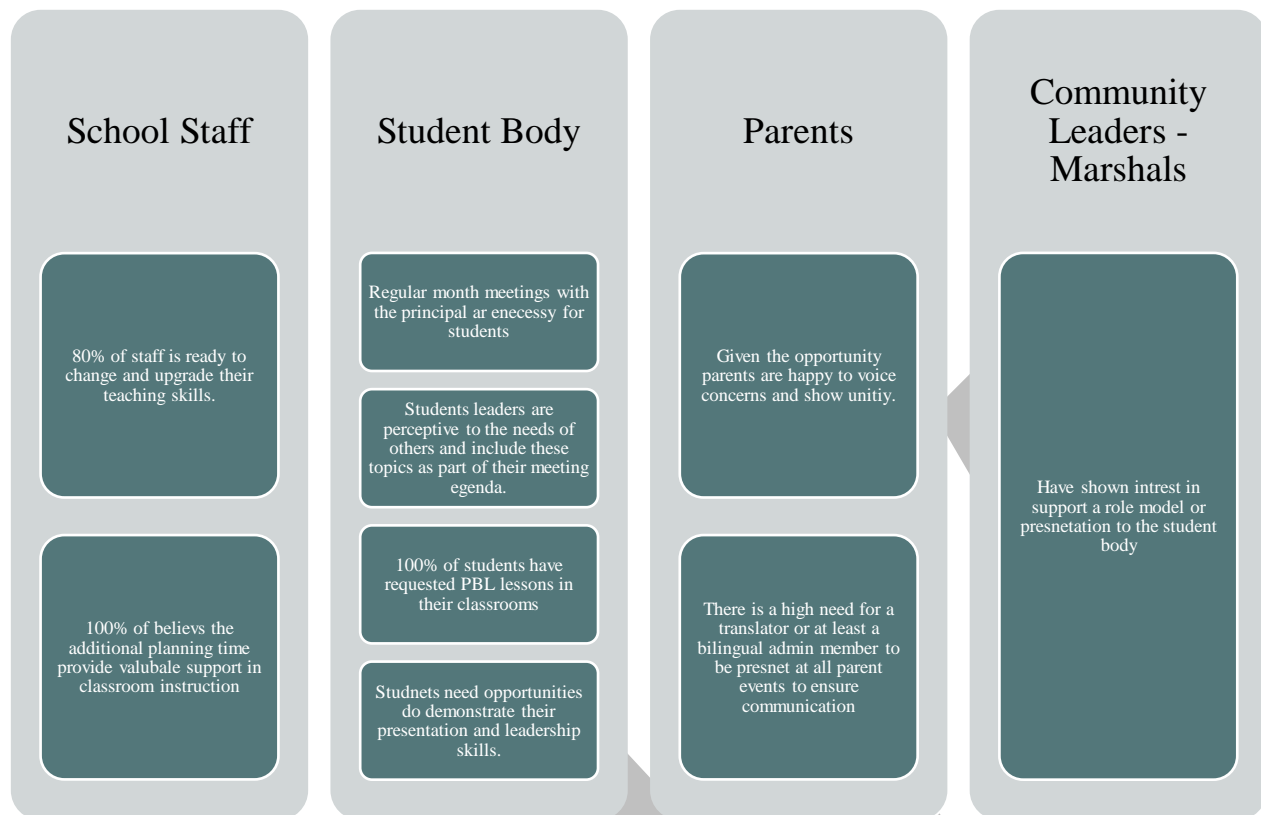 School Staff
80% of staff is ready to
change and upgrade their
teaching skills.
100% of believs the
additional planning time
provide valubale support in
classroom instruction
Student Body
Regular month meetings with
the principal ar enecessy for
students
Students leaders are
perceptive to the needs of
others and include these
topics as part of their meeting
egenda.
100% of students have
requested PBL lessons in
their classrooms
Studnets need opportunities
do demonstrate their
presentation and leadership
skills.
Parents
Given the opportunity
parents are happy to voice
concerns and show unitiy.
There is a high need for a
translator or at least a
bilingual admin member to
be presnet at all parent
events to ensure
communication
Community
Leaders -
Marshals
Have shown intrest in
support a role model or
presnetation to the student
body